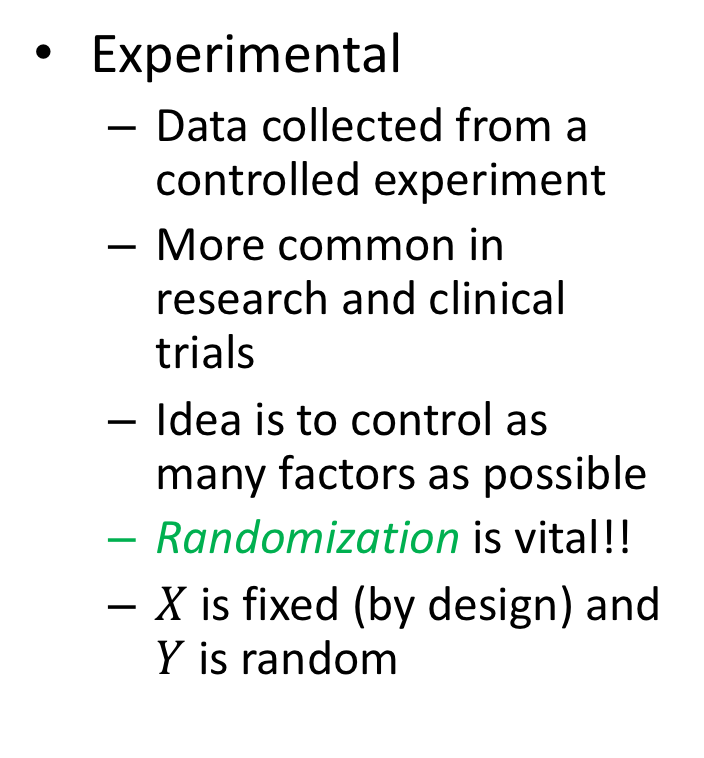 • Experimental
– Data collected from a
controlled experiment
– More common in
research and clinical
trials
– Idea is to control as
many factors as possible
– Randomization is vital!!
– X is fixed (by design) and
Y is random